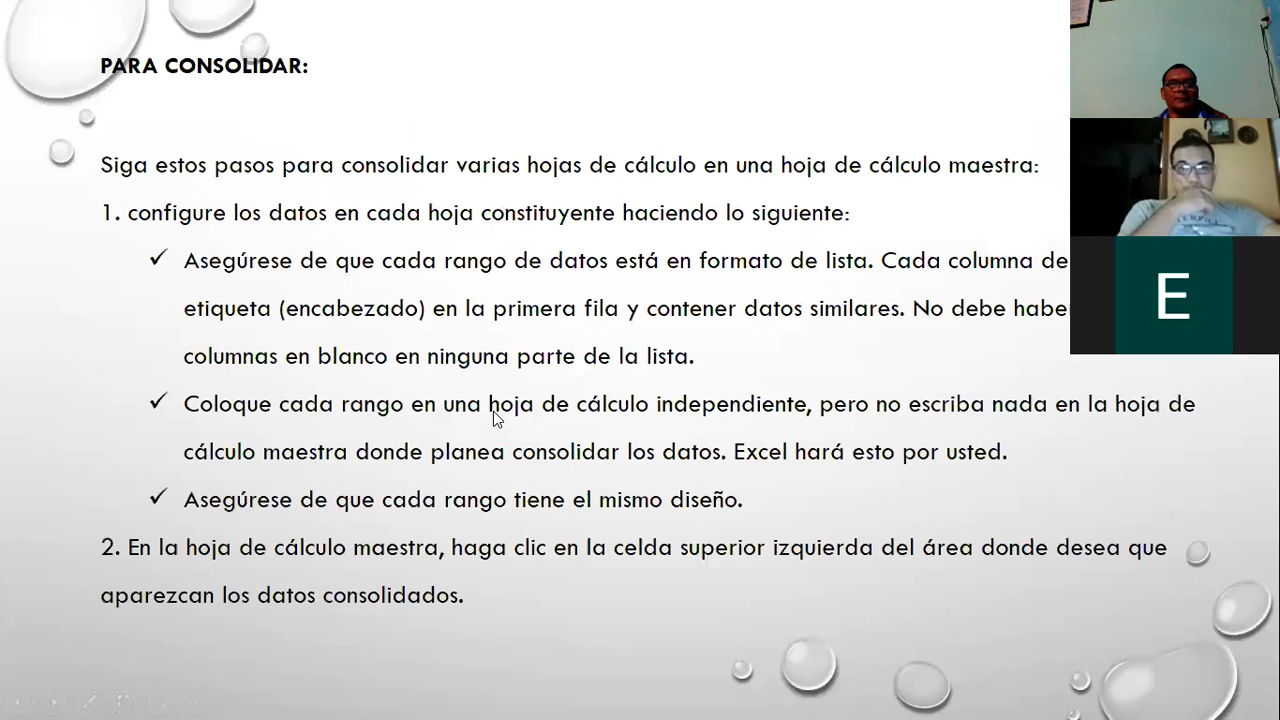 PARA CONSOLIDAR:
Siga estos pasos para consolidar varias hojas de cálculo en una hoja de cálculo maestra:
1. configure los datos en cada hoja constituyente haciendo lo siguiente:
✓ Asegúrese de que cada rango de datos está en formato de lista. Cada columna de
etiqueta (encabezado) en la primera fila y contener datos similares. No debe habe
columnas en blanco en ninguna parte de la lista.
✓ Coloque cada rango en una hoja de cálculo independiente, pero no escriba nada en la hoja de
cálculo maestra donde planea consolidar los datos. Excel hará esto por usted.
✓ Asegúrese de que cada rango tiene el mismo diseño.
2. En la hoja de cálculo maestra, haga clic en la celda superior izquierda del área donde desea que
aparezcan los datos consolidados.
E